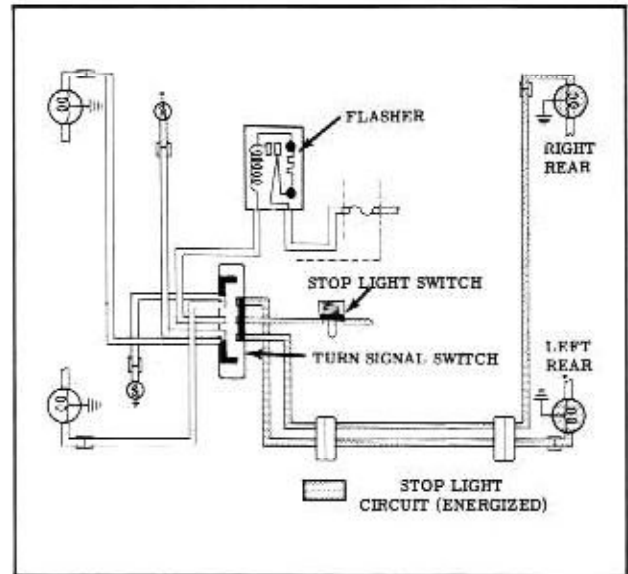 FLASHER
RIGHT
REAR
STOP LIGHT SWITCH
LEFT
REAR
TURN SIGNAL SWITCH
STOP LIGHT
CIRCUIT (ENERGIZED)